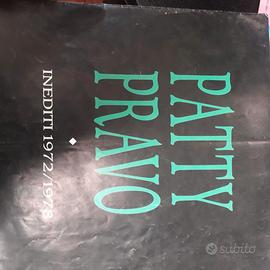 PATTY
PRAVO
INEDITI 1972/1978
subito